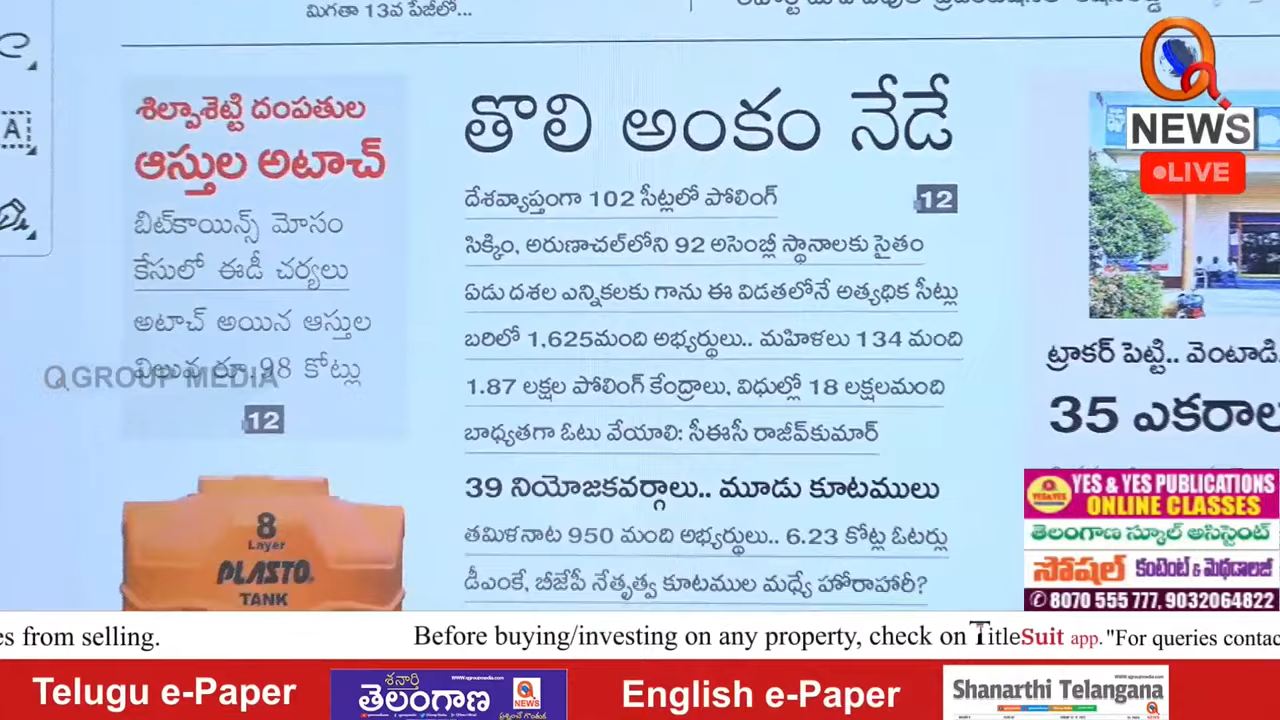 మిగతా 13వ పేజీలో...
శిల్పాశెట్టి దంపతుల
ఆస్తుల అటాచ్
బిట్‌కాయిన్స్ మోసం
కేసులో ఈడీ చర్యలు
అటాచ్ అయిన ఆస్తుల
విలువ రూ.98 కోట్లు
12
QGROUP MEDIA
8
Layer
PLASTO
TANK
తొలి అంకం నేడే
దేశవ్యాప్తంగా 102 సీట్లలో పోలింగ్
12
సిక్కిం, అరుణాచల్‌లోని 92 అసెంబ్లీ స్థానాలకు సైతం
ఏడు దశల ఎన్నికలకు గాను ఈ విడతలోనే అత్యధిక సీట్లు
బరిలో 1,625మంది అభ్యర్థులు.. మహిళలు 134 మంది
1.87 లక్షల పోలింగ్ కేంద్రాలు, విధుల్లో 18 లక్షలమంది
బాధ్యతగా ఓటు వేయాలి: సీఈసీ రాజీవ్‌కుమార్
39 నియోజకవర్గాలు.. మూడు కూటములు
తమిళనాట 950 మంది అభ్యర్థులు.. 6.23 కోట్ల ఓటర్లు
డీఎంకే, బీజేపీ నేతృత్వ కూటముల మధ్యే హోరాహోరీ?
Q
NEWS
LIVE
ట్రాకర్ పెట్టి.. వెంటాడి
35 ఎకరాల
YES & YES PUBLICATIONS
ONLINE CLASSES
తెలంగాణ స్కూల్ అసిస్టెంట్
సోషల్ కంటెంట్ & మెథడాలజీ
8070 555 777, 9032064822
es from selling.
Before buying/investing on any property, check on TitleSuit app. "For queries contac
Telugu e-Paper
శనార్తి
తెలంగాణ
NEWS
English e-Paper
Shanarthi Telangana